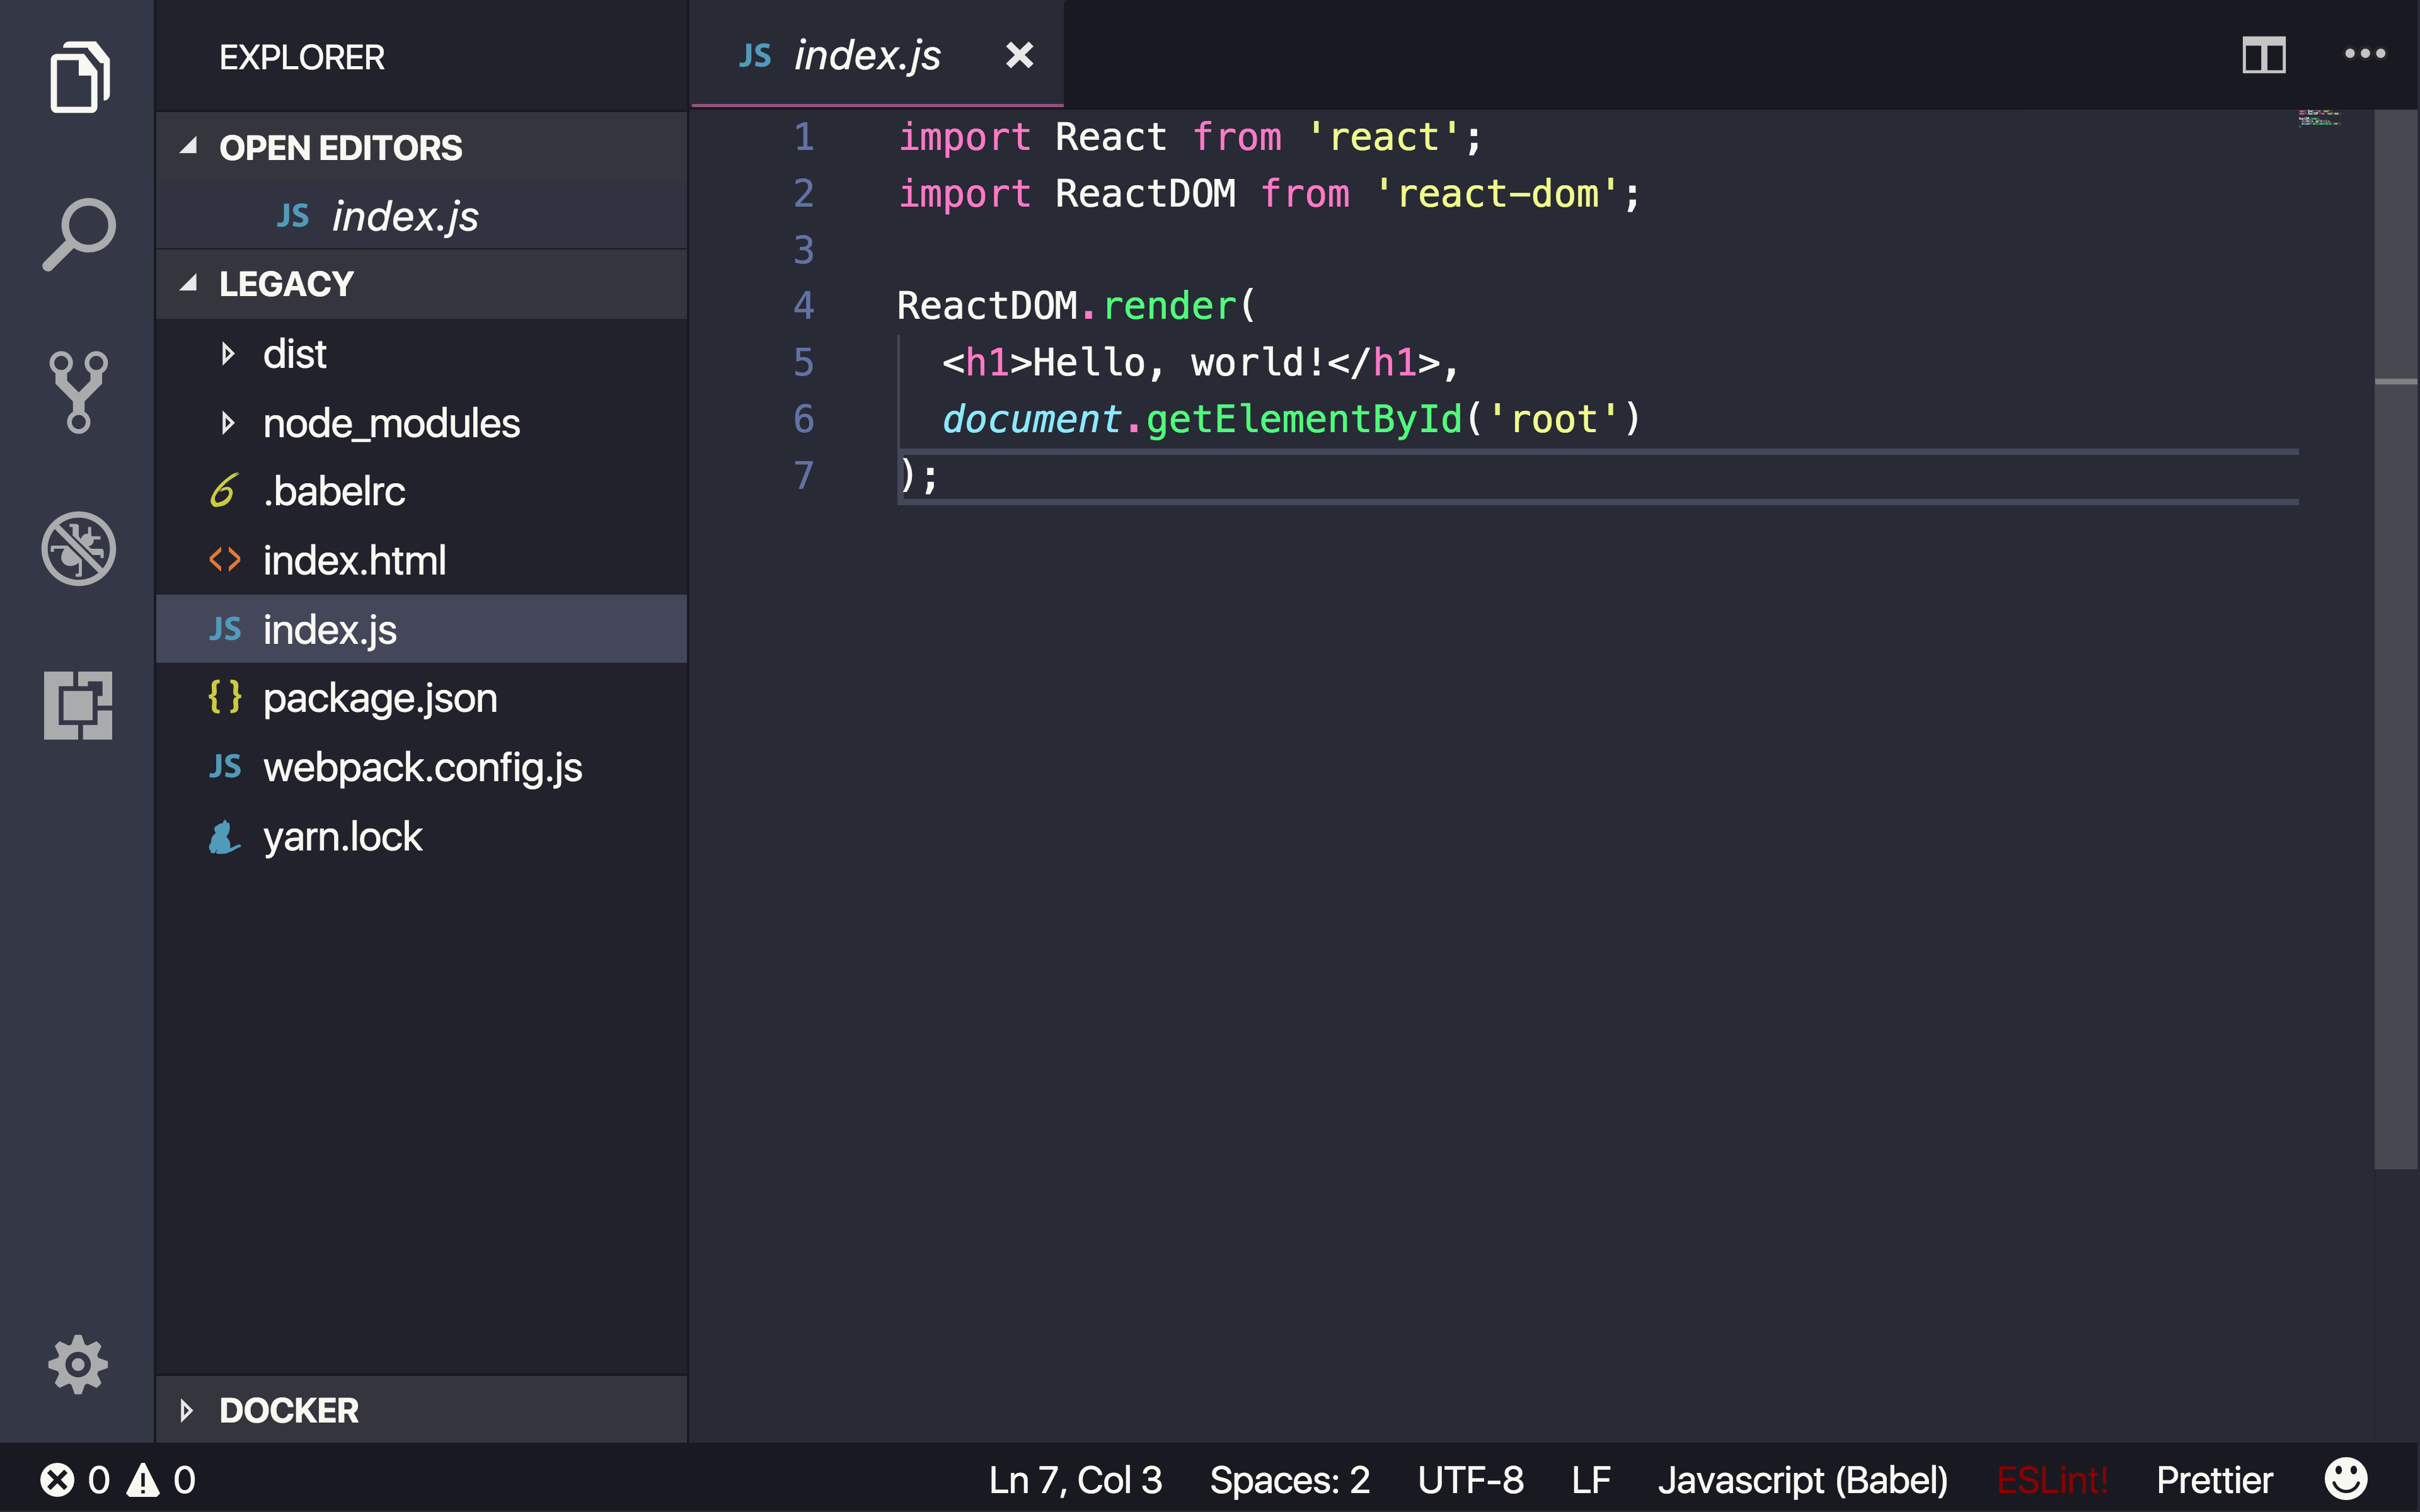 EXPLORER
OPEN EDITORS
JS index.js
LEGACY
dist
node_modules
.babelrc
index.html
JS index.js
{ } package.json
JS webpack.config.js
yarn.lock
DOCKER
JS index.js
1 import React from 'react';
2 import ReactDOM from 'react-dom';
3
4 ReactDOM.render(
5   <h1>Hello, world!</h1>,
6   document.getElementById('root')
7 );
0 0 Ln 7, Col 3 Spaces: 2 UTF-8 LF Javascript (Babel) ESLint! Prettier